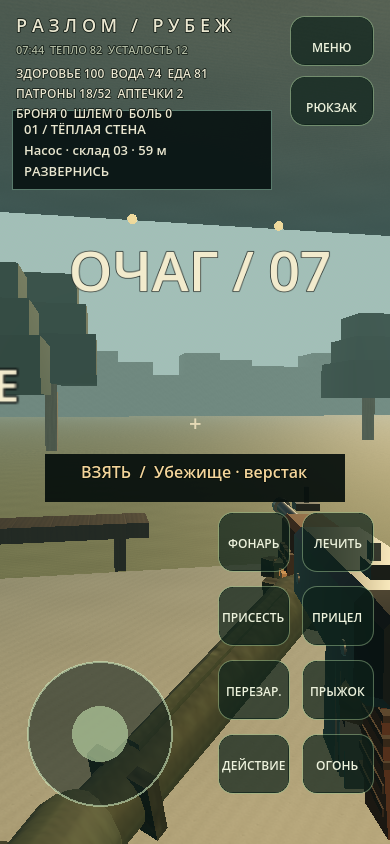 РАЗЛОМ / РУБЕЖ
07:44 ТЕПЛО 82 УСТАЛОСТЬ 12
ЗДОРОВЬЕ 100 ВОДА 74 ЕДА 81
ПАТРОНЫ 18/52 АПТЕЧКИ 2
БРОНЯ 0 ШЛЕМ 0 БОЛЬ 0
МЕНЮ
РЮКЗАК
01 / ТЁПЛАЯ СТЕНА
Насос · склад 03 · 59 м
РАЗВЕРНИСЬ
ОЧАГ / 07
Е
ВЗЯТЬ / Убежище · верстак
ФОНАРЬ
ЛЕЧИТЬ
ПРИСЕСТЬ
ПРИЦЕЛ
ПЕРЕЗАР.
ПРЫЖОК
ДЕЙСТВИЕ
ОГОНЬ